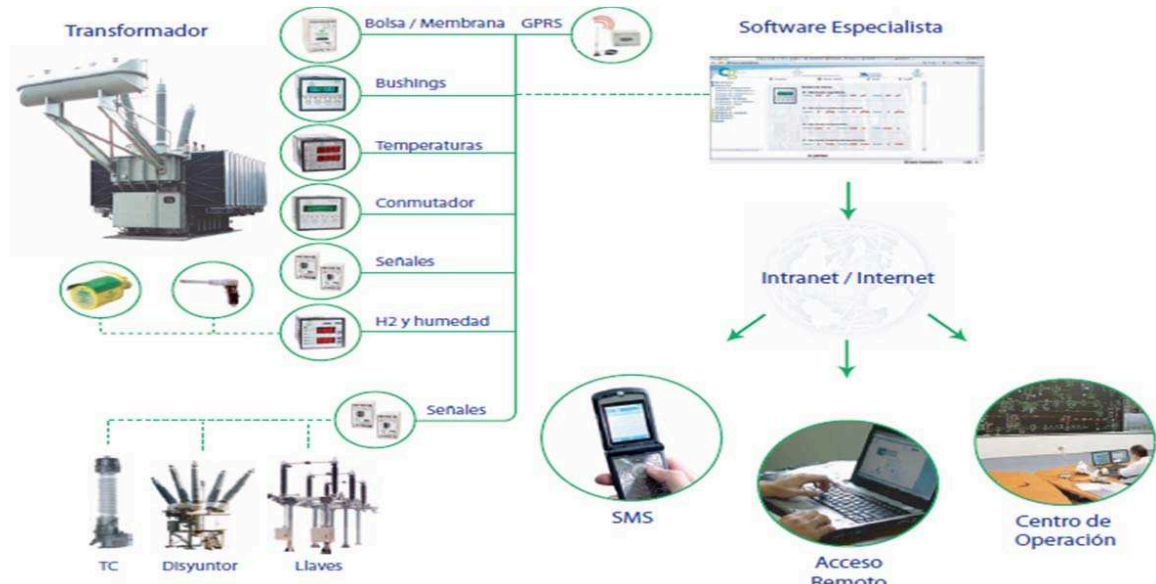 Transformador
Bolsa / Membrana
GPRS
Software Especialista
Bushings
Temperaturas
Conmutador
Señales
H2 y humedad
Intranet / Internet
Señales
TC
Disyuntor
Llaves
SMS
Acceso
Remoto
Centro de
Operación